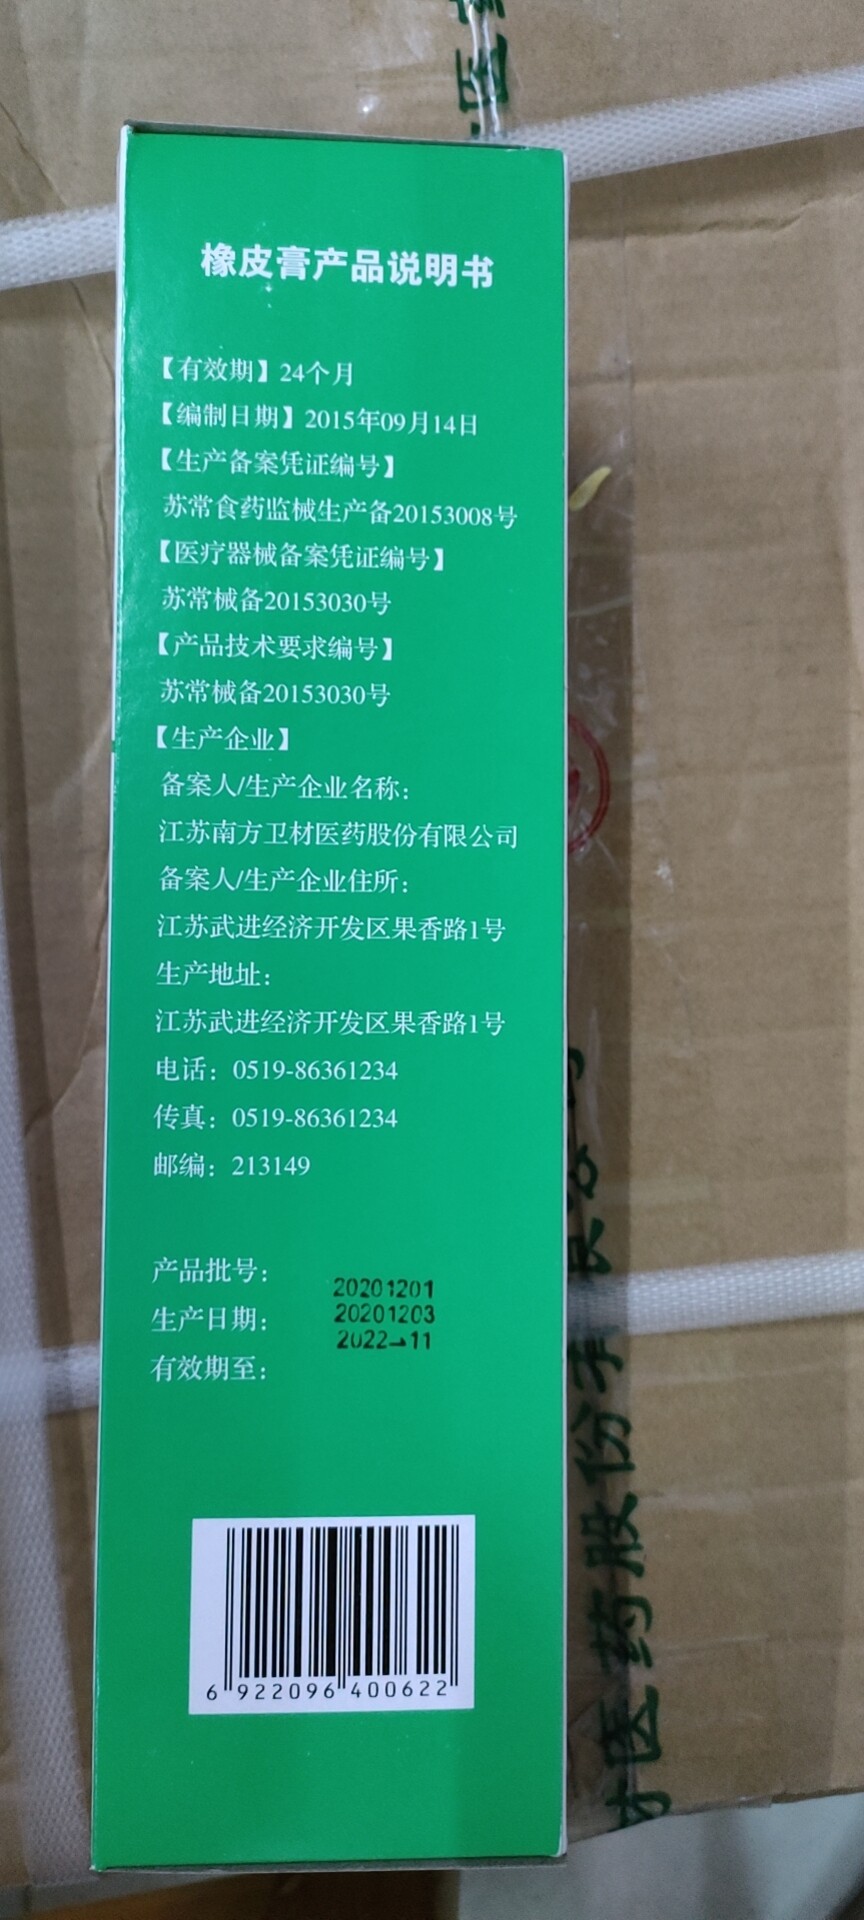 橡皮膏产品说明书
【有效期】24个月
【编制日期】2015年09月14日
【生产备案凭证编号】
苏常食药监械生产备20153008号
【医疗器械备案凭证编号】
苏常械备20153030号
【产品技术要求编号】
苏常械备20153030号
【生产企业】
备案人/生产企业名称：
江苏南方卫材医药股份有限公司
备案人/生产企业住所：
江苏武进经济开发区果香路1号
生产地址：
江苏武进经济开发区果香路1号
电话：0519-86361234
传真：0519-86361234
邮编：213149
产品批号： 20201201
生产日期： 20201203
有效期至： 2022-11
6 922096 400622
医
材医药股份有限公司